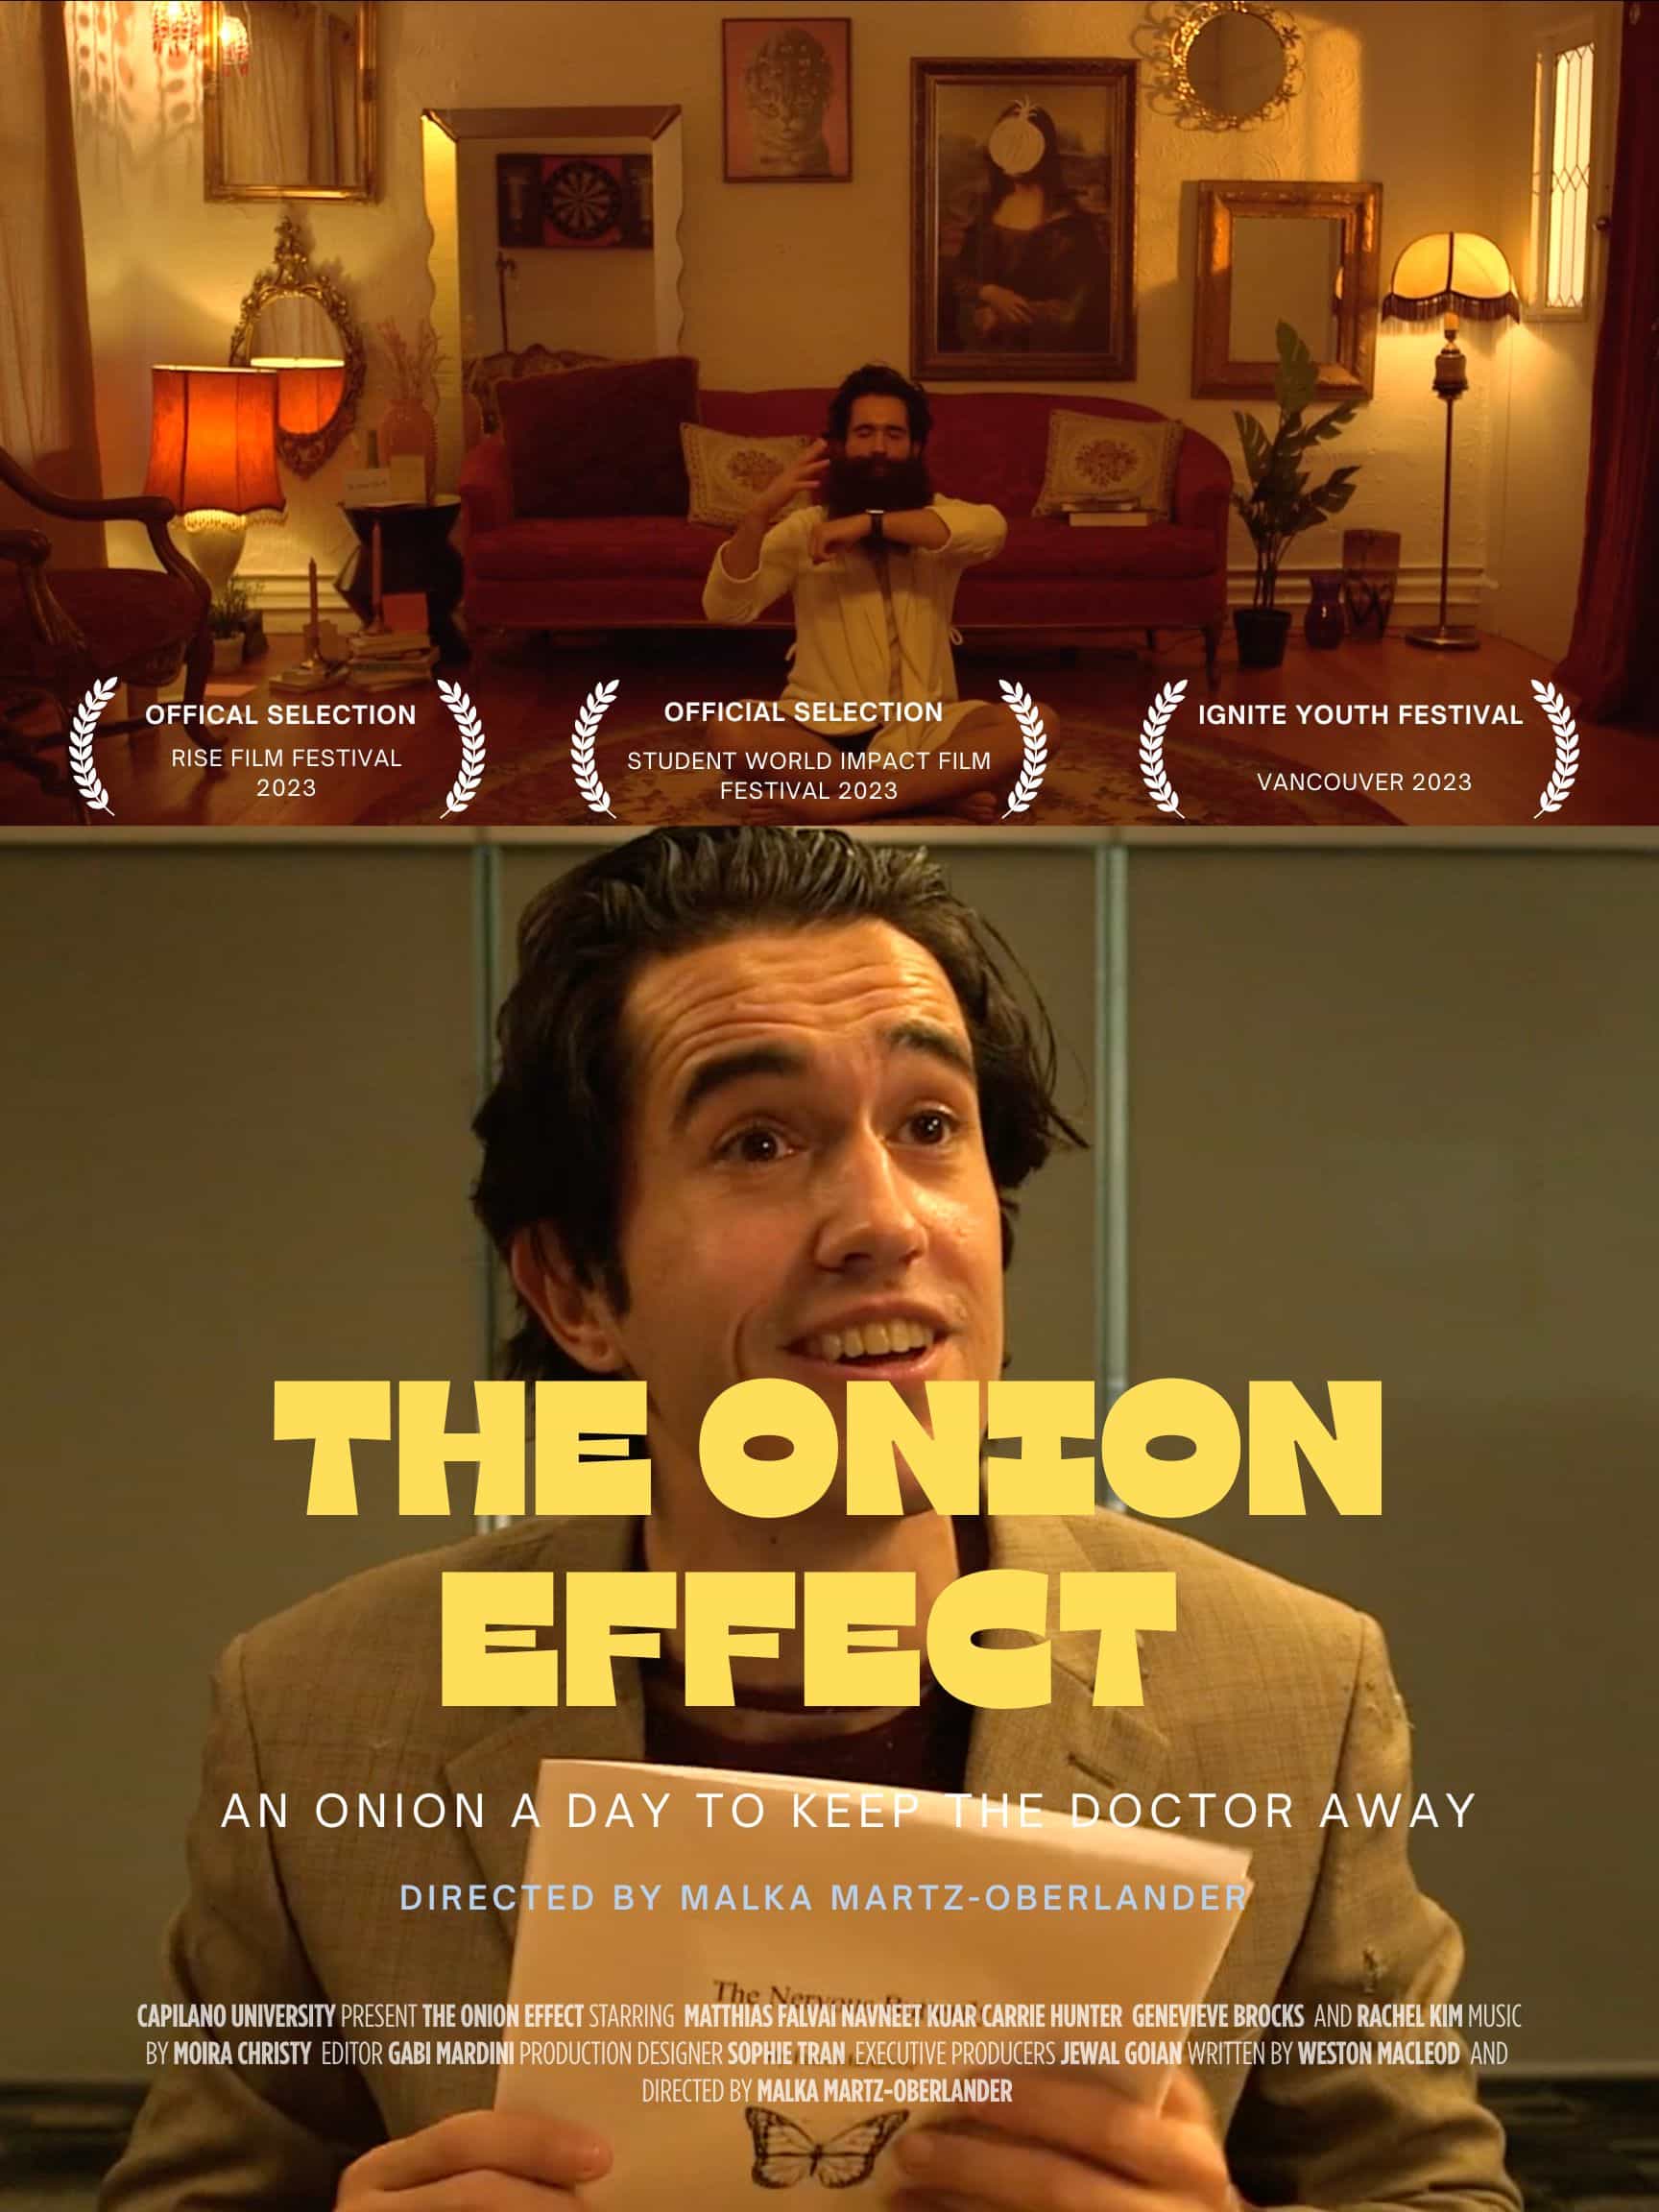 OFFICAL SELECTION
RISE FILM FESTIVAL
2023
OFFICIAL SELECTION
STUDENT WORLD IMPACT FILM
FESTIVAL 2023
IGNITE YOUTH FESTIVAL
VANCOUVER 2023
THE ONION
EFFECT
AN ONION A DAY TO KEEP THE DOCTOR AWAY
DIRECTED BY MALKA MARTZ-OBERLANDER
The Nervous
CAPILANO UNIVERSITY PRESENT THE ONION EFFECT STARRING MATTHIAS FALVAI NAVNEET KUAR CARRIE HUNTER GENEVIEVE BROCKS AND RACHEL KIM MUSIC
BY MOIRA CHRISTY EDITOR GABI MARDINI PRODUCTION DESIGNER SOPHIE TRAN EXECUTIVE PRODUCERS JEWAL GOIAN WRITTEN BY WESTON MACLEOD AND
DIRECTED BY MALKA MARTZ-OBERLANDER